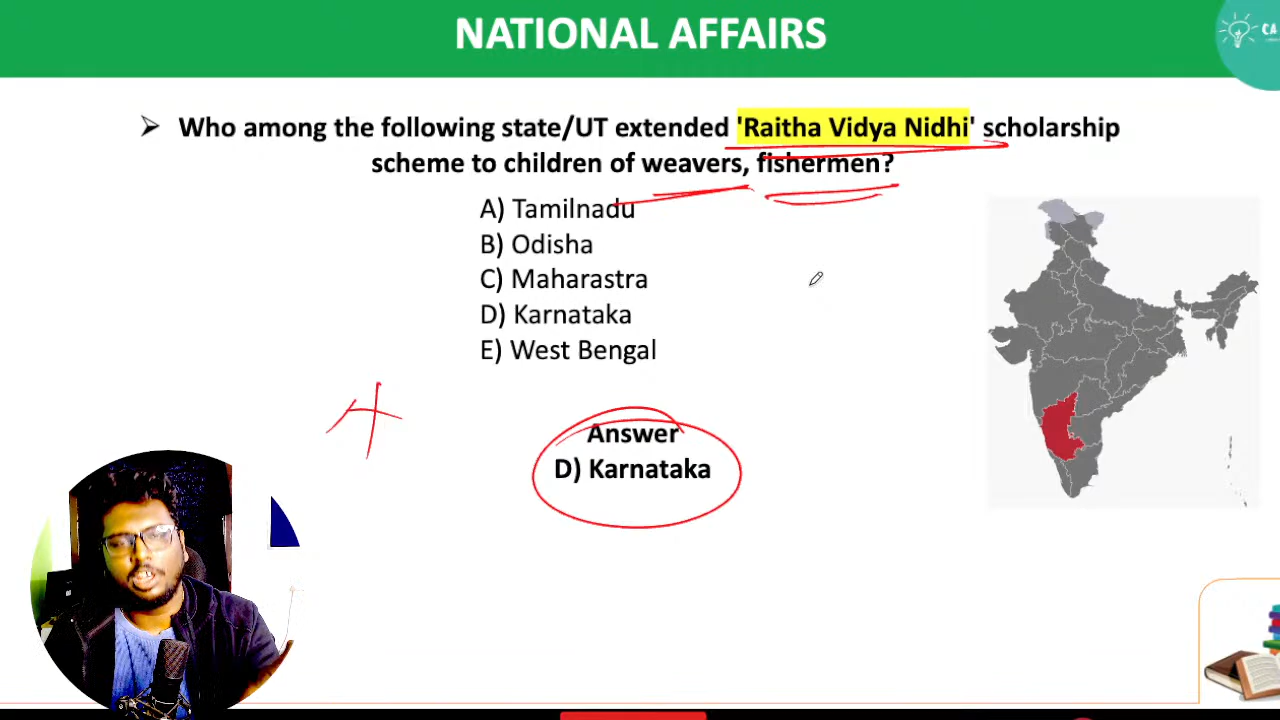 NATIONAL AFFAIRS
CA
➢ Who among the following state/UT extended 'Raitha Vidya Nidhi' scholarship
scheme to children of weavers, fishermen?
A) Tamilnadu
B) Odisha
C) Maharastra
D) Karnataka
E) West Bengal
Answer
D) Karnataka